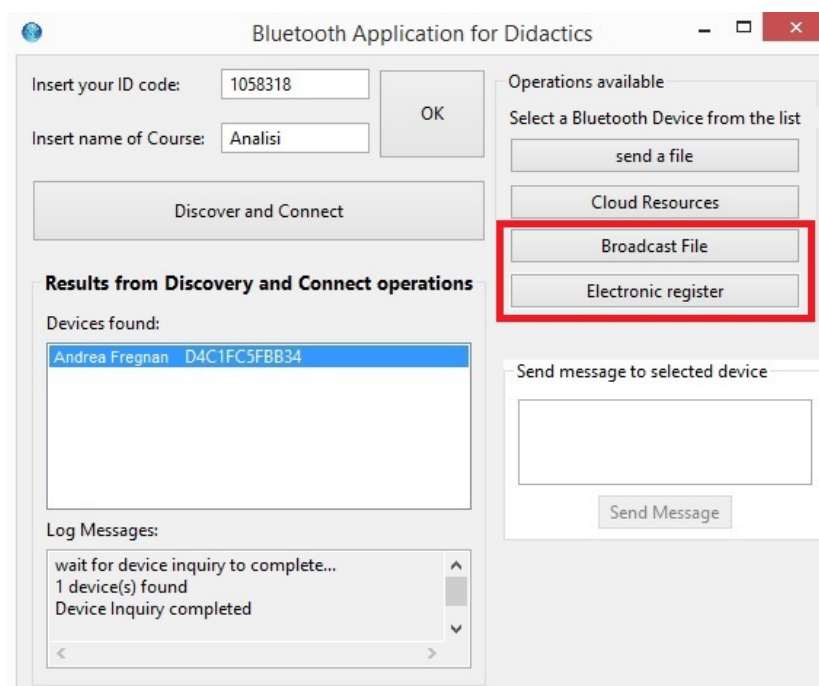 Bluetooth Application for Didactics
Insert your ID code: 1058318
Insert name of Course: Analisi
OK
Discover and Connect
Results from Discovery and Connect operations
Devices found:
Andrea Fregnan D4C1FC5FBB34
Log Messages:
wait for device inquiry to complete...
1 device(s) found
Device Inquiry completed
Operations available
Select a Bluetooth Device from the list
send a file
Cloud Resources
Broadcast File
Electronic register
Send message to selected device
Send Message